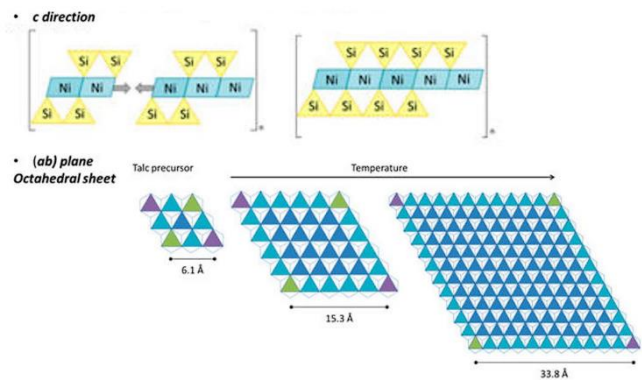 • c direction
Si Si Si Si Si Si Si Si
Ni Ni Ni Ni Ni Ni Ni Ni Ni Ni
Si Si Si Si Si Si Si Si
• (ab) plane
Octahedral sheet
Talc precursor
Temperature
6.1 Å
15.3 Å
33.8 Å